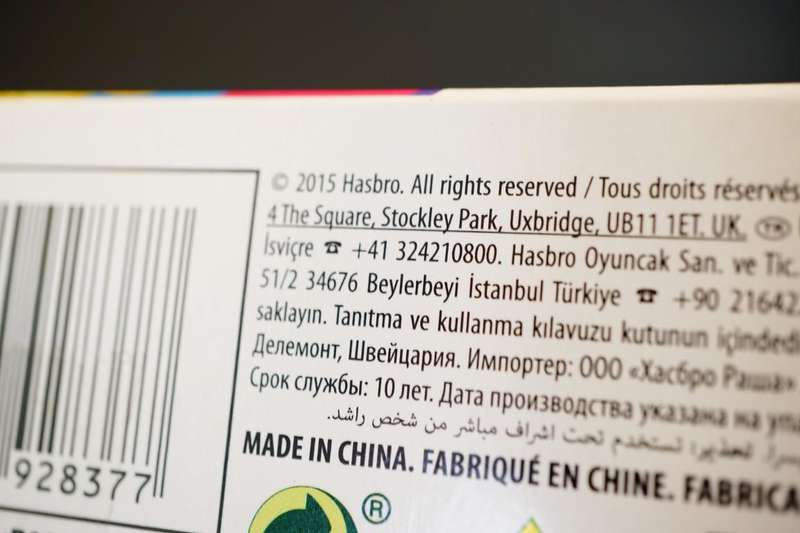 © 2015 Hasbro. All rights reserved / Tous droits réservés
4 The Square, Stockley Park, Uxbridge, UB11 1ET. UK. TR
İsviçre ☎ +41 324210800. Hasbro Oyuncak San. ve Tic.
51/2 34676 Beylerbeyi İstanbul Türkiye ☎ +90 21642
saklayın. Tanıtma ve kullanma kılavuzu kutunun içindedi
Делемонт, Швейцария. Импортер: ООО «Хасбро Раша»
Срок службы: 10 лет. Дата производства указана на упа
تحذير: تستخدم تحت اشراف مباشر من شخص راشد.
MADE IN CHINA. FABRIQUÉ EN CHINE. FABRICA
928377
®